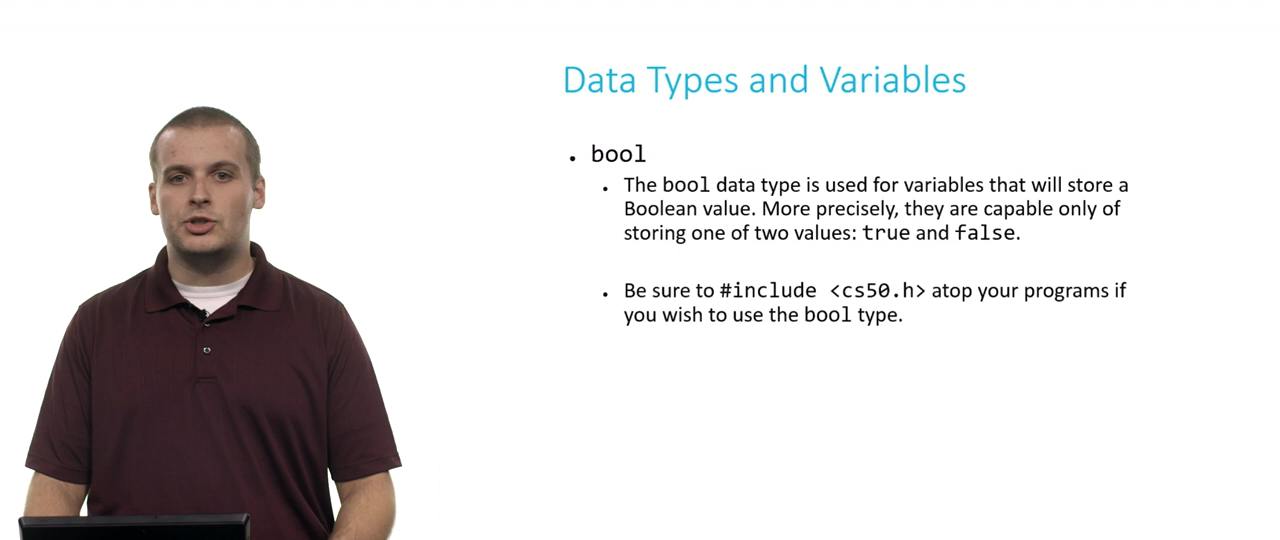 Data Types and Variables
• bool
• The bool data type is used for variables that will store a
Boolean value. More precisely, they are capable only of
storing one of two values: true and false.
• Be sure to #include <cs50.h> atop your programs if
you wish to use the bool type.